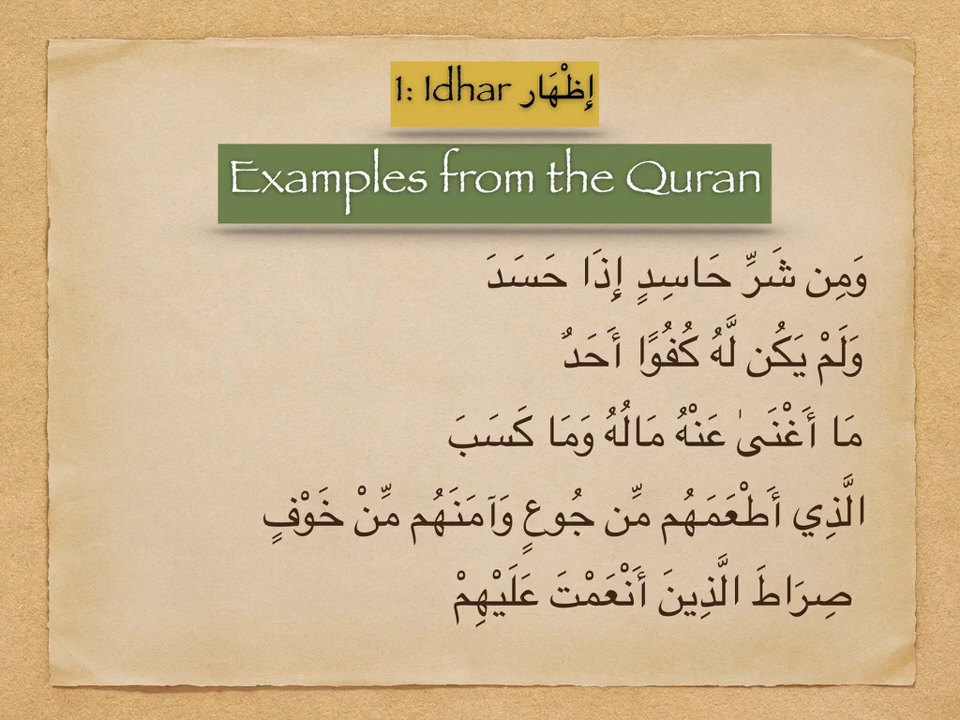 1: Idhar إِظْهَار
Examples from the Quran
وَمِن شَرِّ حَاسِدٍ إِذَا حَسَدَ
وَلَمْ يَكُن لَّهُ كُفُوًا أَحَدٌ
مَا أَغْنَىٰ عَنْهُ مَالُهُ وَمَا كَسَبَ
الَّذِي أَطْعَمَهُم مِّن جُوعٍ وَآمَنَهُم مِّنْ خَوْفٍ
صِرَاطَ الَّذِينَ أَنْعَمْتَ عَلَيْهِمْ